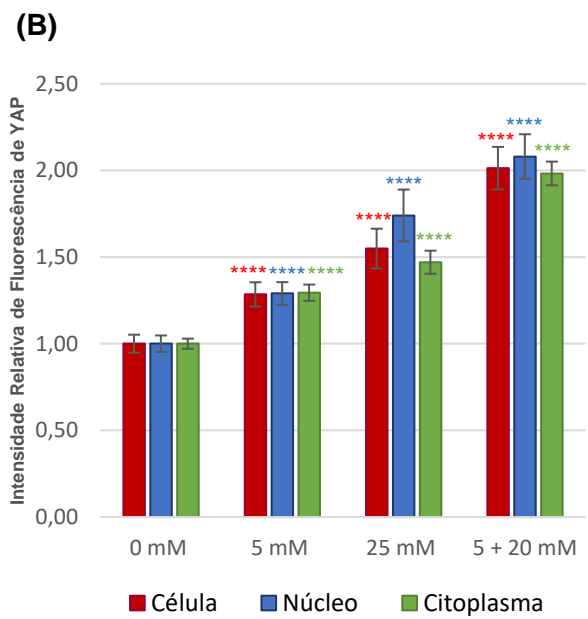 (B)
Intensidade Relativa de Fluorescência de YAP
2,50
2,00
1,50
1,00
0,50
0,00
**** **** ****
**** **** ****
**** **** ****
0 mM 5 mM 25 mM 5 + 20 mM
Célula Núcleo Citoplasma